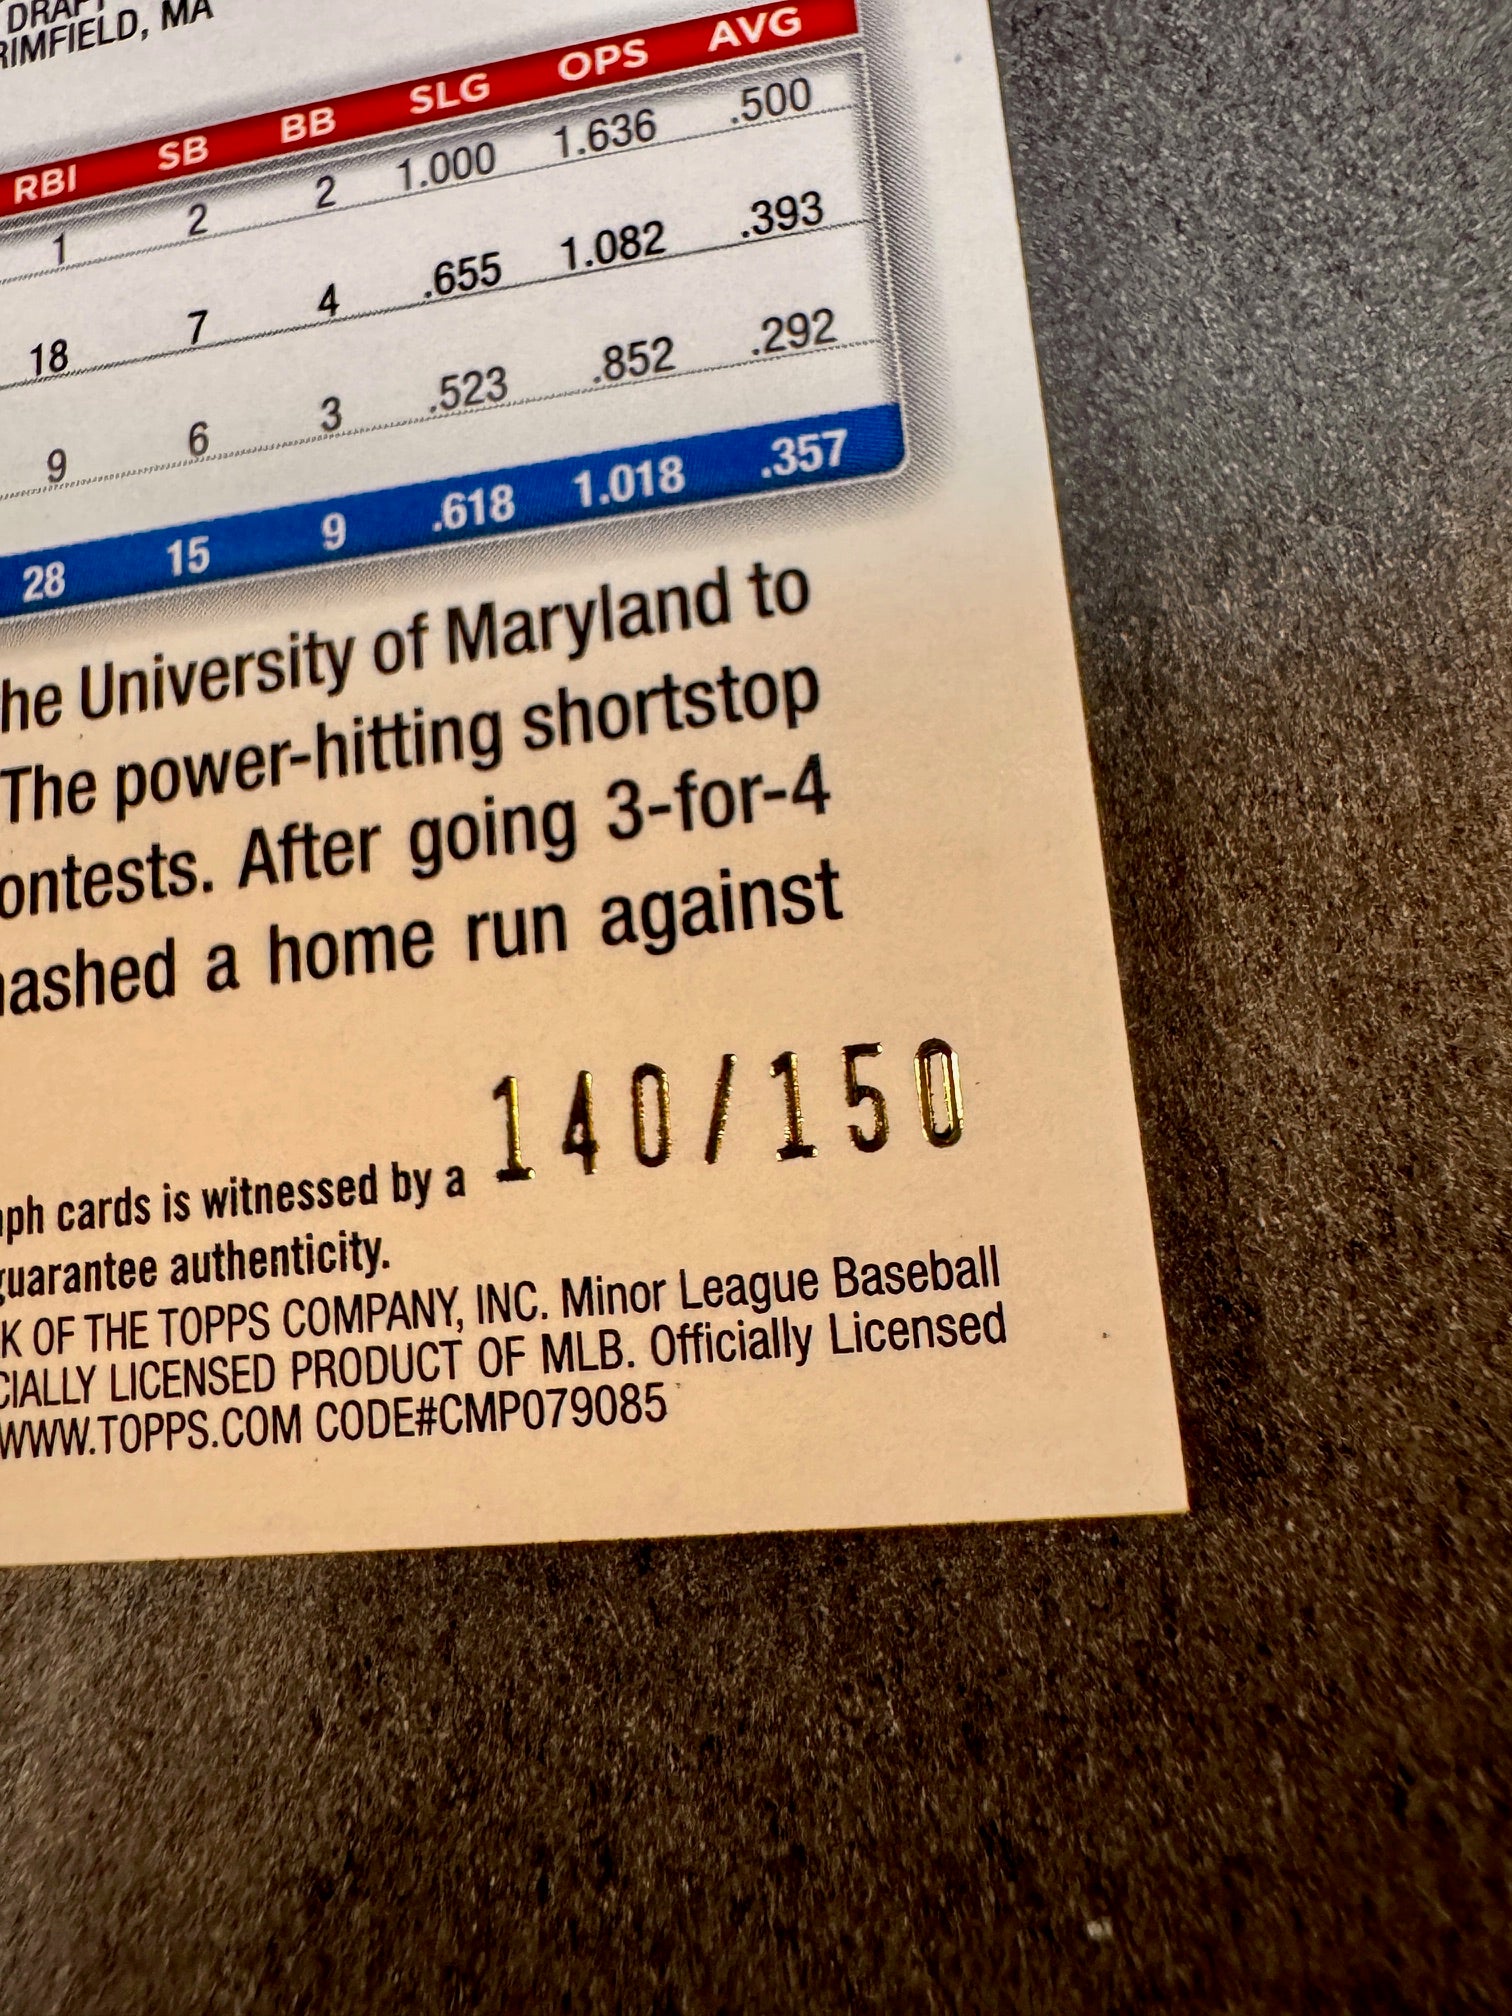 DRAFT
RIMFIELD, MA
RBI SB BB SLG OPS AVG
1 2 2 1.000 1.636 .500
18 7 4 .655 1.082 .393
9 6 3 .523 .852 .292
28 15 9 .618 1.018 .357
he University of Maryland to
The power-hitting shortstop
ontests. After going 3-for-4
ashed a home run against
140/150
ph cards is witnessed by a
guarantee authenticity.
K OF THE TOPPS COMPANY, INC. Minor League Baseball
CIALLY LICENSED PRODUCT OF MLB. Officially Licensed
WWW.TOPPS.COM CODE#CMP079085